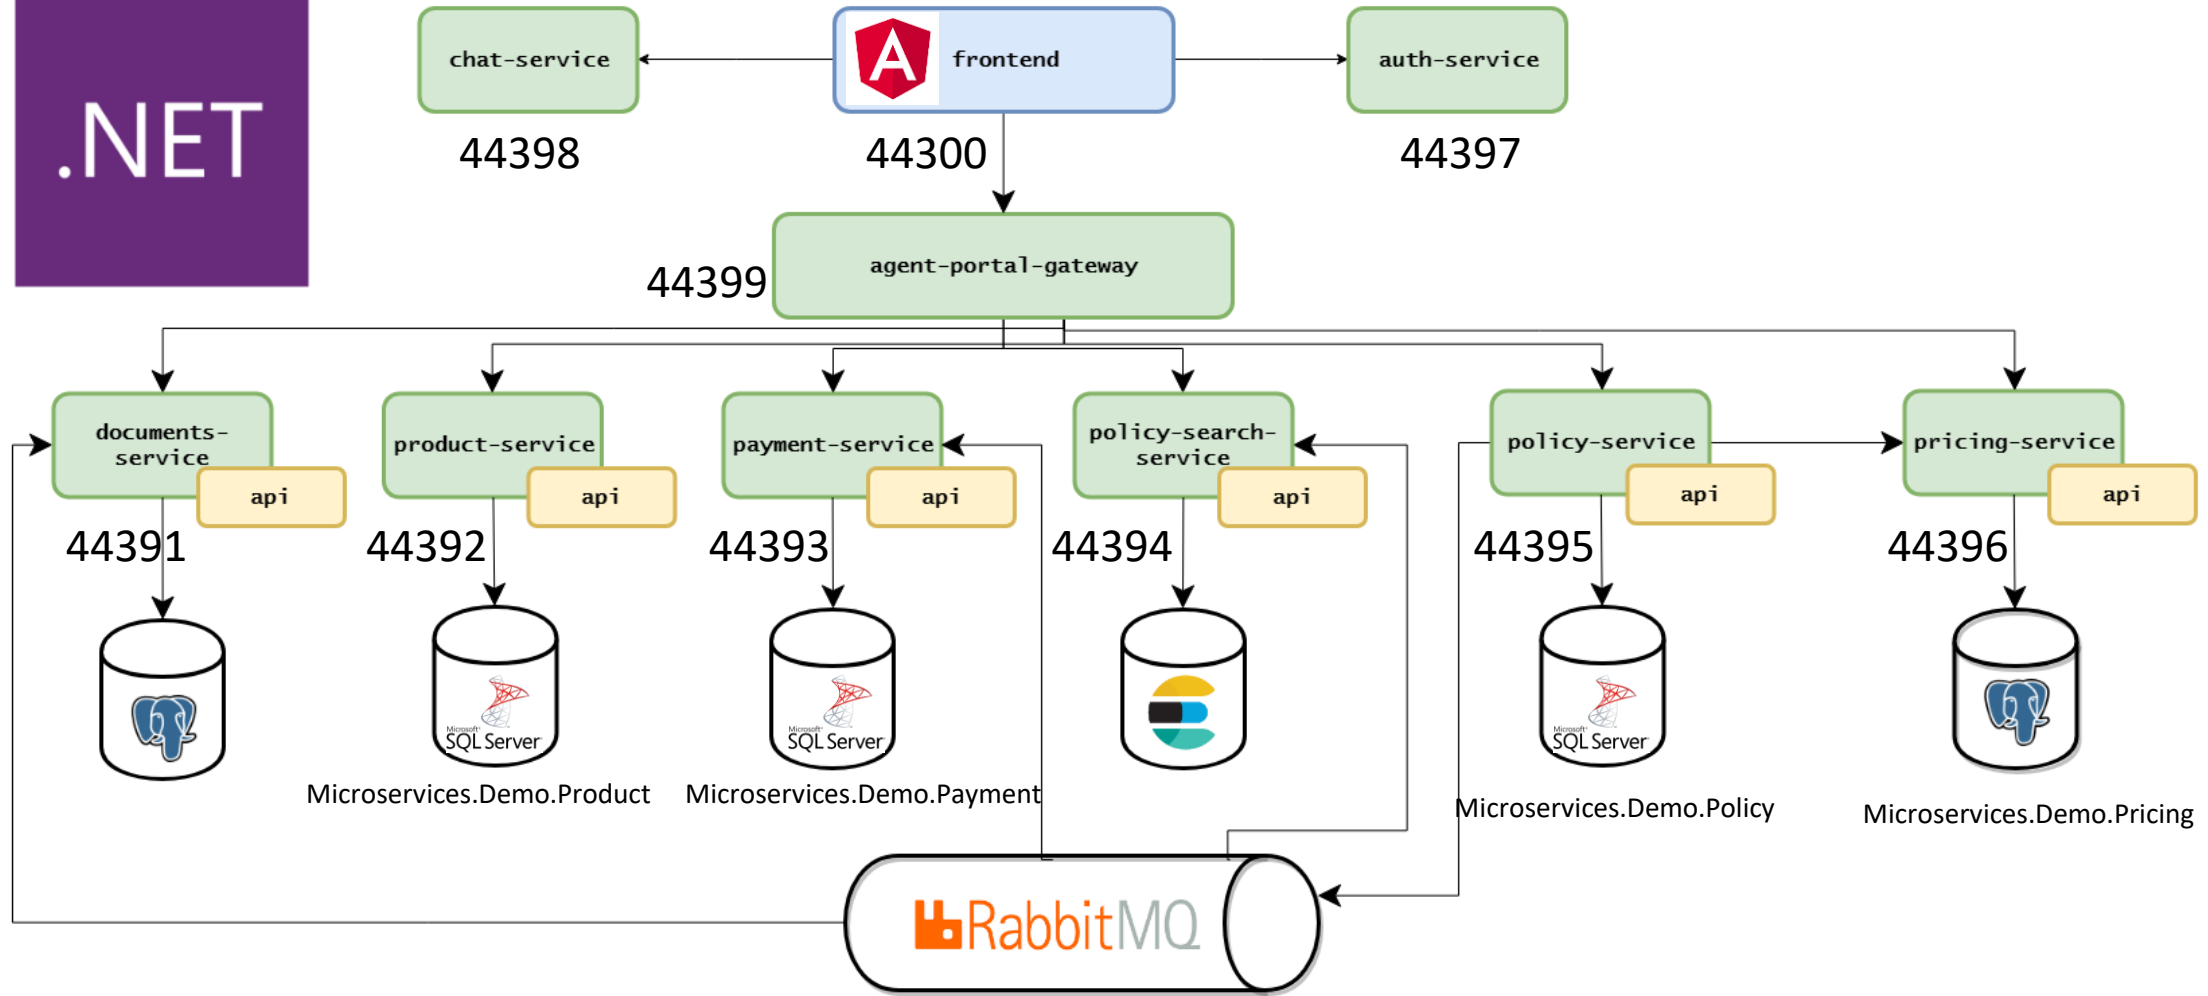 .NET
chat-service
frontend
auth-service
44398
44300
44397
agent-portal-gateway
44399
documents-
service
api
product-service
api
payment-service
api
policy-search-
service
api
policy-service
api
pricing-service
api
44391
44392
44393
44394
44395
44396
Microsoft*
SQL Server
Microsoft*
SQL Server
Microsoft*
SQL Server
Microservices.Demo.Product
Microservices.Demo.Payment
Microservices.Demo.Policy
Microservices.Demo.Pricing
RabbitMQ